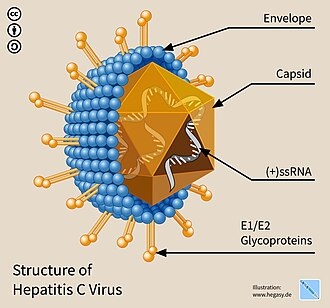 Envelope
Capsid
(+)ssRNA
E1/E2
Glycoproteins
Structure of
Hepatitis C Virus
Illustration:
www.hegasy.de